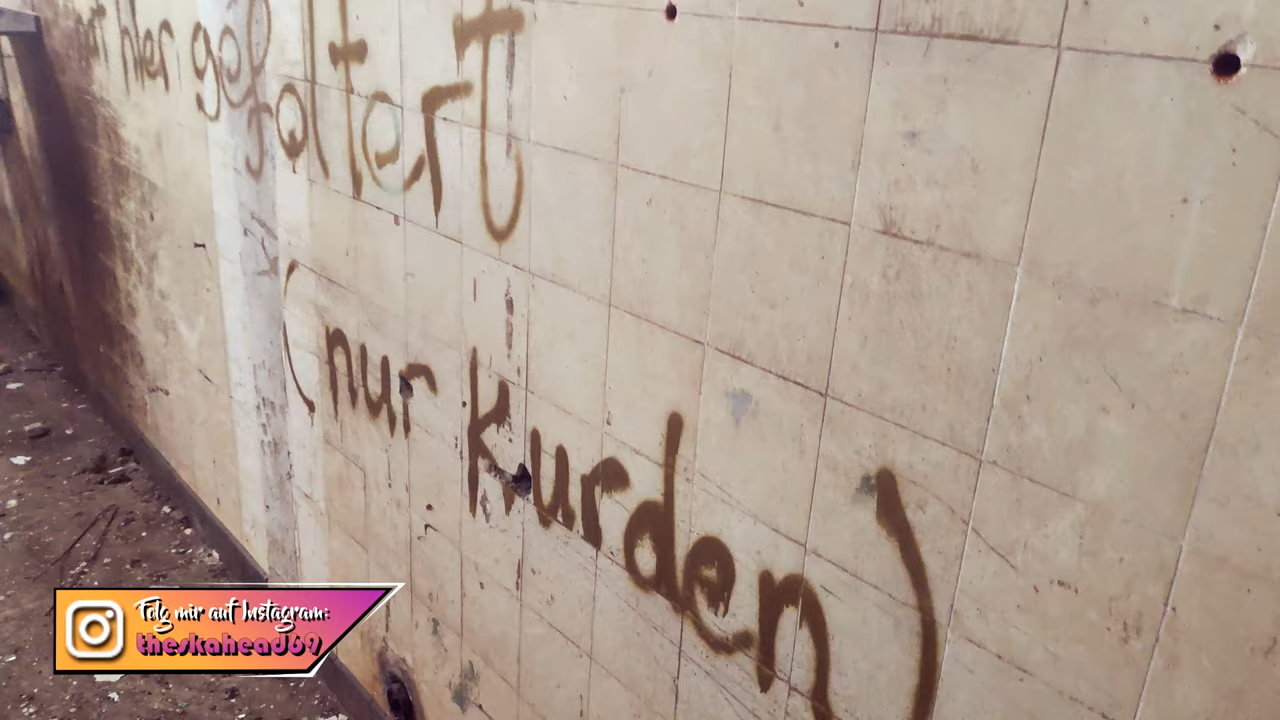 hier gefoltert
(nur Kurden)
Folg mir auf Instagram:
theskahead69